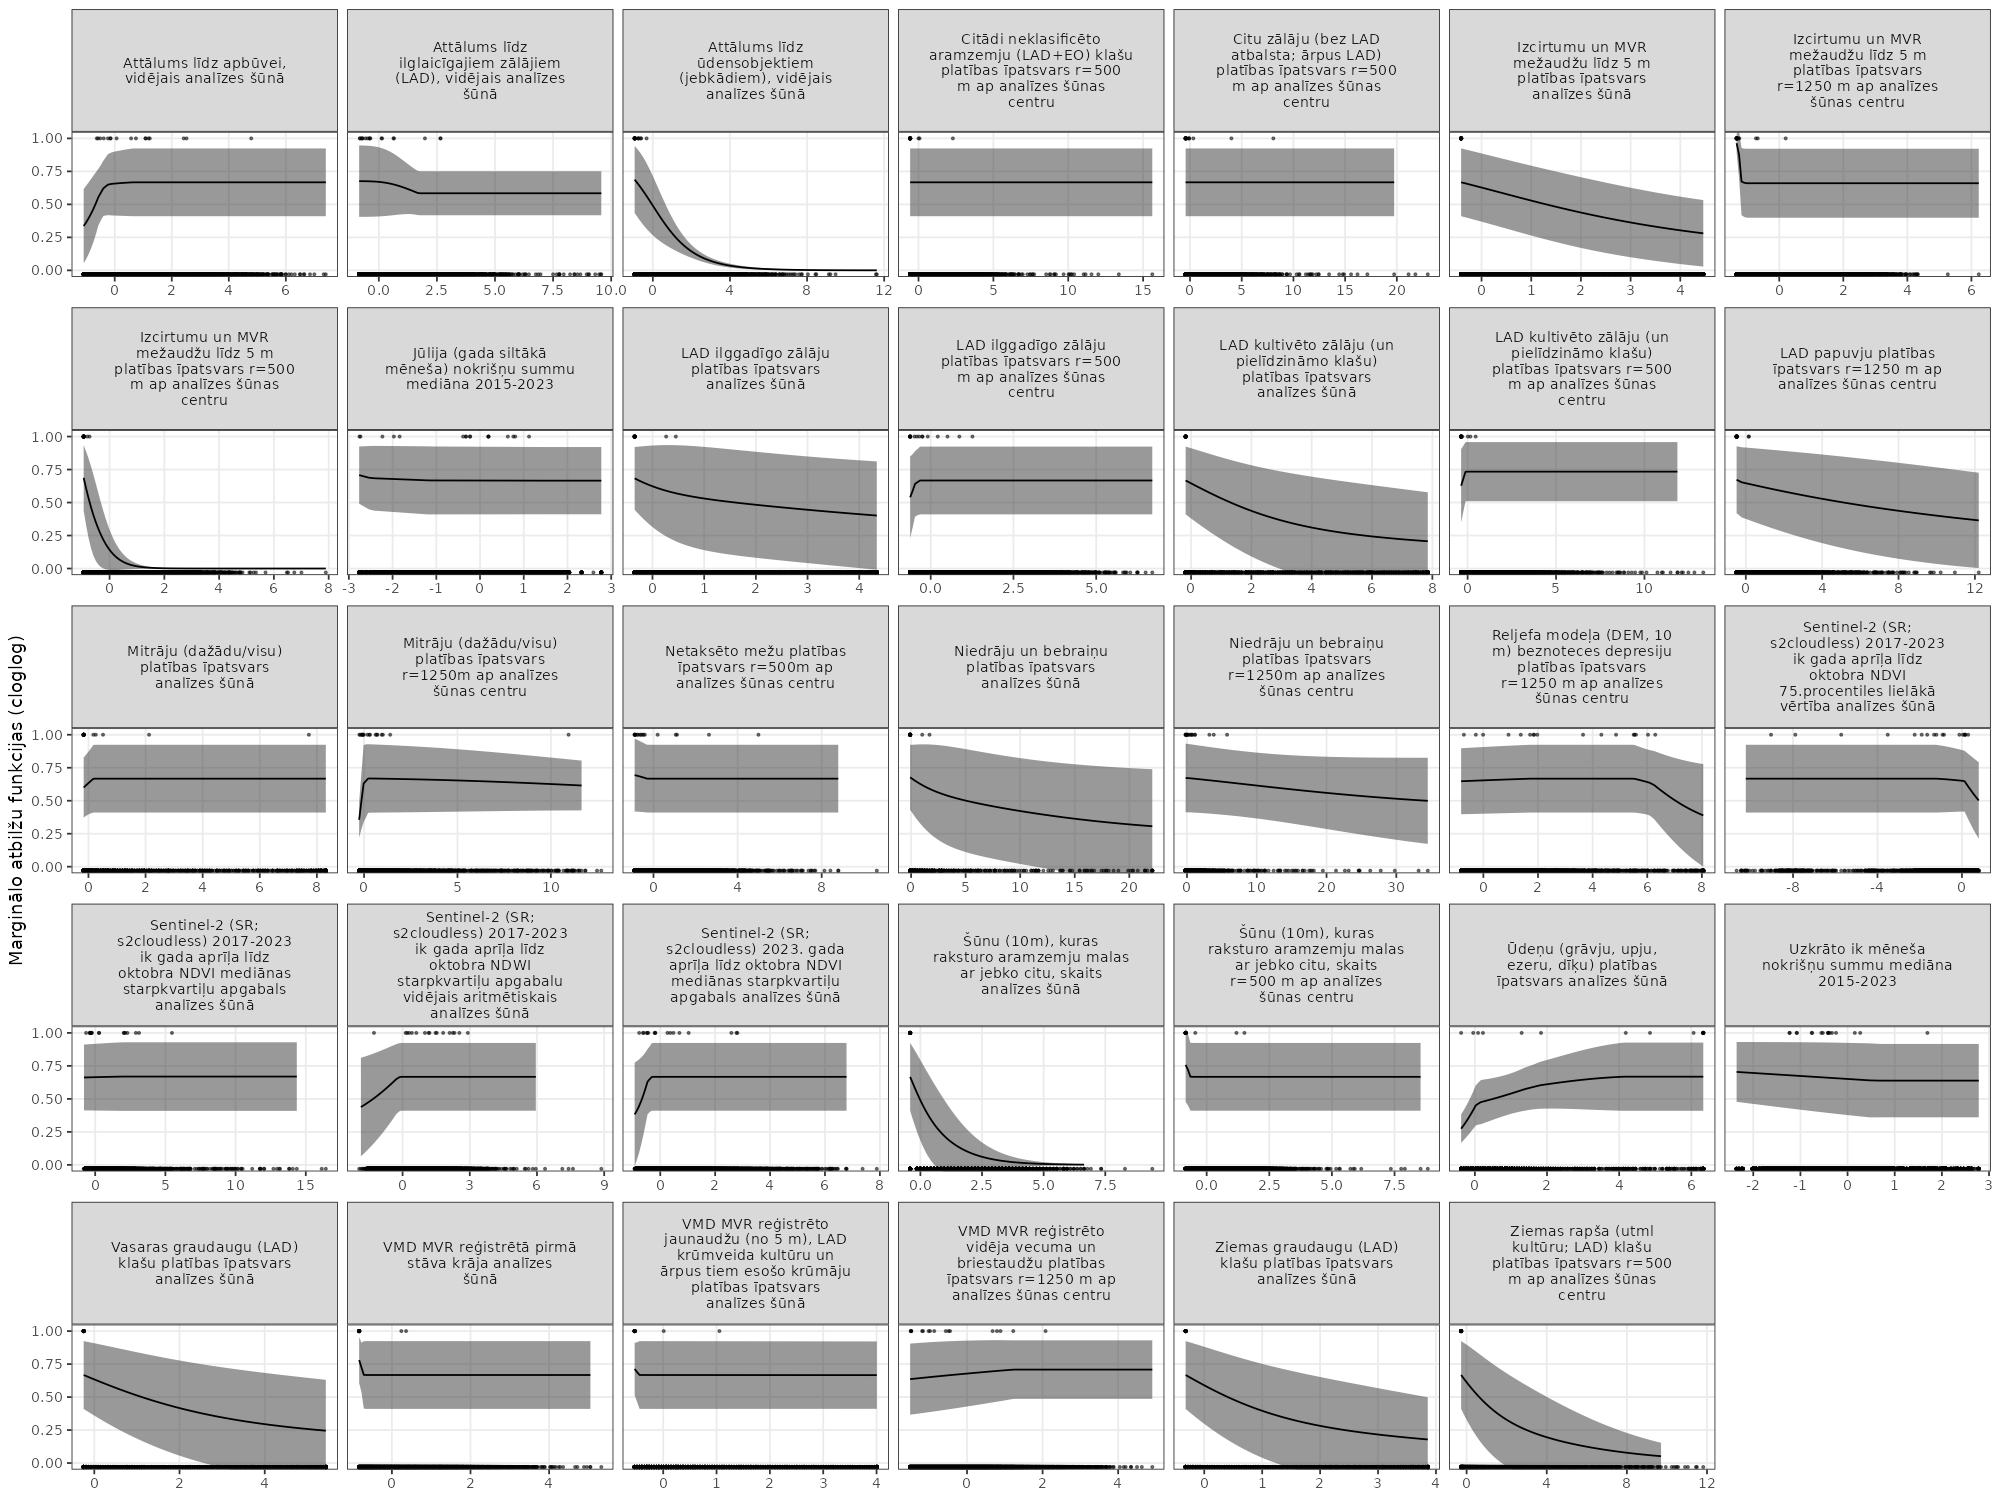 Attālums līdz apbūvei,
vidējais analīzes šūnā
Attālums līdz
ilglaicīgajiem zālājiem
(LAD), vidējais analīzes
šūnā
Attālums līdz
ūdensobjektiem
(jebkādiem), vidējais
analīzes šūnā
Citādi neklasificēto
aramzemju (LAD+EO) klašu
platības īpatsvars r=500
m ap analīzes šūnas
centru
Citu zālāju (bez LAD
atbalsta; ārpus LAD)
platības īpatsvars r=500
m ap analīzes šūnas
centru
Izcirtumu un MVR
mežaudžu līdz 5 m
platības īpatsvars
analīzes šūnā
Izcirtumu un MVR
mežaudžu līdz 5 m
platības īpatsvars
r=1250 m ap analīzes
šūnas centru
1.00
0.75
0.50
0.25
0.00
0 2 4 6
0.0 2.5 5.0 7.5 10.0
0 4 8 12
0 5 10 15
0 5 10 15 20
0 1 2 3 4
0 2 4 6
Izcirtumu un MVR
mežaudžu līdz 5 m
platības īpatsvars r=500
m ap analīzes šūnas
centru
Jūlija (gada siltākā
mēneša) nokrišņu summu
mediāna 2015-2023
LAD ilggadīgo zālāju
platības īpatsvars
analīzes šūnā
LAD ilggadīgo zālāju
platības īpatsvars r=500
m ap analīzes šūnas
centru
LAD kultivēto zālāju (un
pielīdzināmo klašu)
platības īpatsvars
analīzes šūnā
LAD kultivēto zālāju (un
pielīdzināmo klašu)
platības īpatsvars r=500
m ap analīzes šūnas
centru
LAD papuvju platības
īpatsvars r=1250 m ap
analīzes šūnas centru
1.00
0.75
0.50
0.25
0.00
0 2 4 6 8
-3 -2 -1 0 1 2 3
0 1 2 3 4
0.0 2.5 5.0
0 2 4 6 8
0 5 10
0 4 8 12
Marginālo atbilžu funkcijas (cloglog)
Mitrāju (dažādu/visu)
platības īpatsvars
analīzes šūnā
Mitrāju (dažādu/visu)
platības īpatsvars
r=1250m ap analīzes
šūnas centru
Netaksēto mežu platības
īpatsvars r=500m ap
analīzes šūnas centru
Niedrāju un bebraiņu
platības īpatsvars
analīzes šūnā
Niedrāju un bebraiņu
platības īpatsvars
r=1250m ap analīzes
šūnas centru
Reljefa modeļa (DEM, 10
m) beznoteces depresiju
platības īpatsvars
r=1250 m ap analīzes
šūnas centru
Sentinel-2 (SR;
s2cloudless) 2017-2023
ik gada aprīļa līdz
oktobra NDVI
75.procentiles lielākā
vērtība analīzes šūnā
1.00
0.75
0.50
0.25
0.00
0 2 4 6 8
0 5 10
0 4 8
0 5 10 15 20
0 10 20 30
0 2 4 6 8
-8 -4 0
Sentinel-2 (SR;
s2cloudless) 2017-2023
ik gada aprīļa līdz
oktobra NDVI mediānas
starpkvartiļu apgabals
analīzes šūnā
Sentinel-2 (SR;
s2cloudless) 2017-2023
ik gada aprīļa līdz
oktobra NDWI
starpkvartiļu apgabalu
vidējais aritmētiskais
analīzes šūnā
Sentinel-2 (SR;
s2cloudless) 2023. gada
aprīļa līdz oktobra NDVI
mediānas starpkvartiļu
apgabals analīzes šūnā
Šūnu (10m), kuras
raksturo aramzemju malas
ar jebko citu, skaits
analīzes šūnā
Šūnu (10m), kuras
raksturo aramzemju malas
ar jebko citu, skaits
r=500 m ap analīzes
šūnas centru
Ūdeņu (grāvju, upju,
ezeru, dīķu) platības
īpatsvars analīzes šūnā
Uzkrāto ik mēneša
nokrišņu summu mediāna
2015-2023
1.00
0.75
0.50
0.25
0.00
0 5 10 15
0 3 6 9
0 2 4 6 8
0.0 2.5 5.0 7.5
0.0 2.5 5.0 7.5
0 2 4 6
-2 -1 0 1 2 3
Vasaras graudaugu (LAD)
klašu platības īpatsvars
analīzes šūnā
VMD MVR reģistrētā pirmā
stāva krāja analīzes
šūnā
VMD MVR reģistrēto
jaunaudžu (no 5 m), LAD
krūmveida kultūru un
ārpus tiem esošo krūmāju
platības īpatsvars
analīzes šūnā
VMD MVR reģistrēto
vidēja vecuma un
briestaudžu platības
īpatsvars r=1250 m ap
analīzes šūnas centru
Ziemas graudaugu (LAD)
klašu platības īpatsvars
analīzes šūnā
Ziemas rapša (utml
kultūru; LAD) klašu
platības īpatsvars r=500
m ap analīzes šūnas
centru
1.00
0.75
0.50
0.25
0.00
0 2 4
0 2 4
0 1 2 3 4
0 2 4
0 1 2 3 4
0 4 8 12